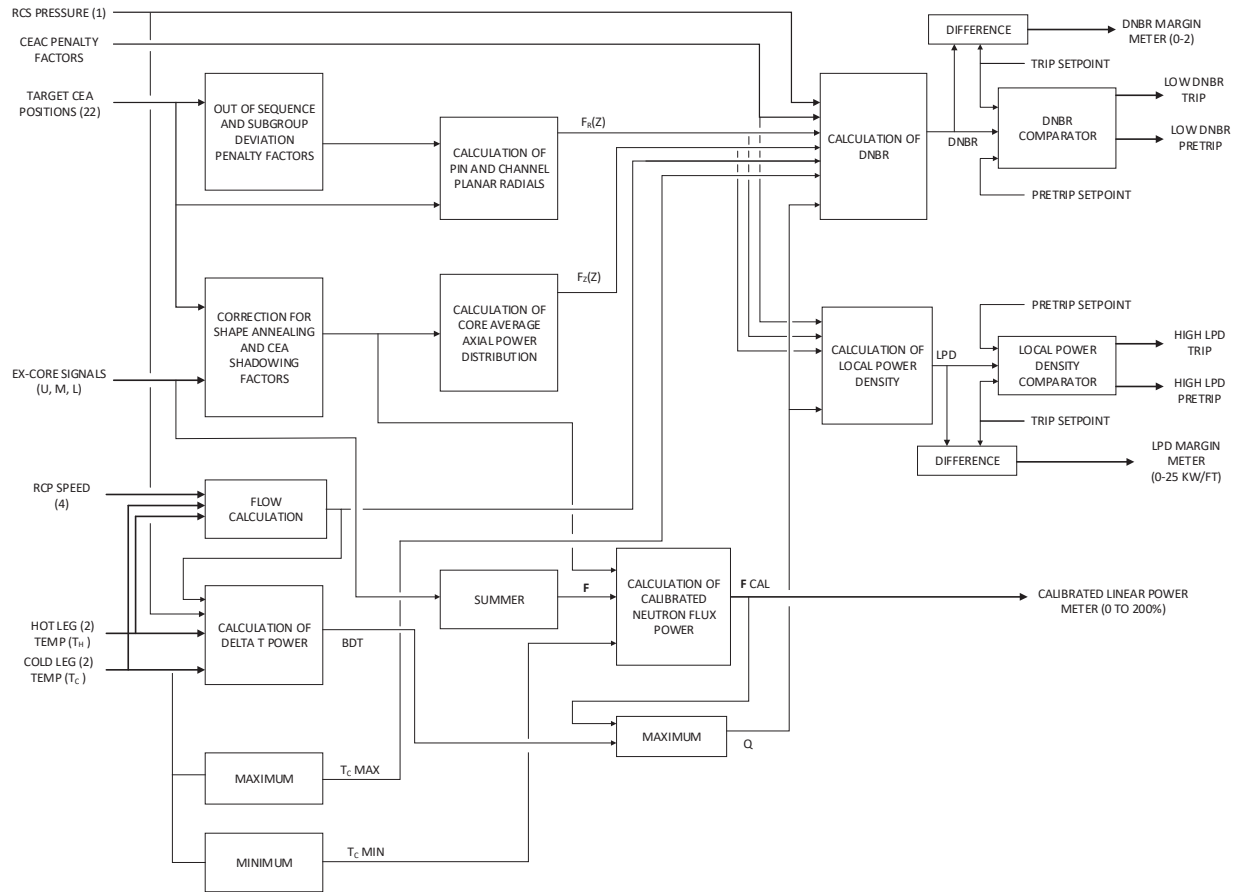 RCS PRESSURE (1)
CEAC PENALTY
FACTORS
TARGET CEA
POSITIONS (22)
EX-CORE SIGNALS
(U, M, L)
RCP SPEED
(4)
HOT LEG (2)
TEMP (TH)
COLD LEG (2)
TEMP (TC)
OUT OF SEQUENCE
AND SUBGROUP
DEVIATION
PENALTY FACTORS
CORRECTION FOR
SHAPE ANNEALING
AND CEA
SHADOWING
FACTORS
FLOW
CALCULATION
CALCULATION OF
DELTA T POWER
BDT
MAXIMUM
TC MAX
MINIMUM
TC MIN
CALCULATION OF
PIN AND CHANNEL
PLANAR RADIALS
FR(Z)
CALCULATION OF
CORE AVERAGE
AXIAL POWER
DISTRIBUTION
FZ(Z)
SUMMER
F
CALCULATION OF
CALIBRATED
NEUTRON FLUX
POWER
F CAL
MAXIMUM
Q
CALCULATION OF
DNBR
DNBR
CALCULATION OF
LOCAL POWER
DENSITY
LPD
DIFFERENCE
DNBR MARGIN
METER (0-2)
TRIP SETPOINT
DNBR
COMPARATOR
LOW DNBR
TRIP
LOW DNBR
PRETRIP
PRETRIP SETPOINT
PRETRIP SETPOINT
LOCAL POWER
DENSITY
COMPARATOR
HIGH LPD
TRIP
HIGH LPD
PRETRIP
TRIP SETPOINT
DIFFERENCE
LPD MARGIN
METER
(0-25 KW/FT)
CALIBRATED LINEAR POWER
METER (0 TO 200%)